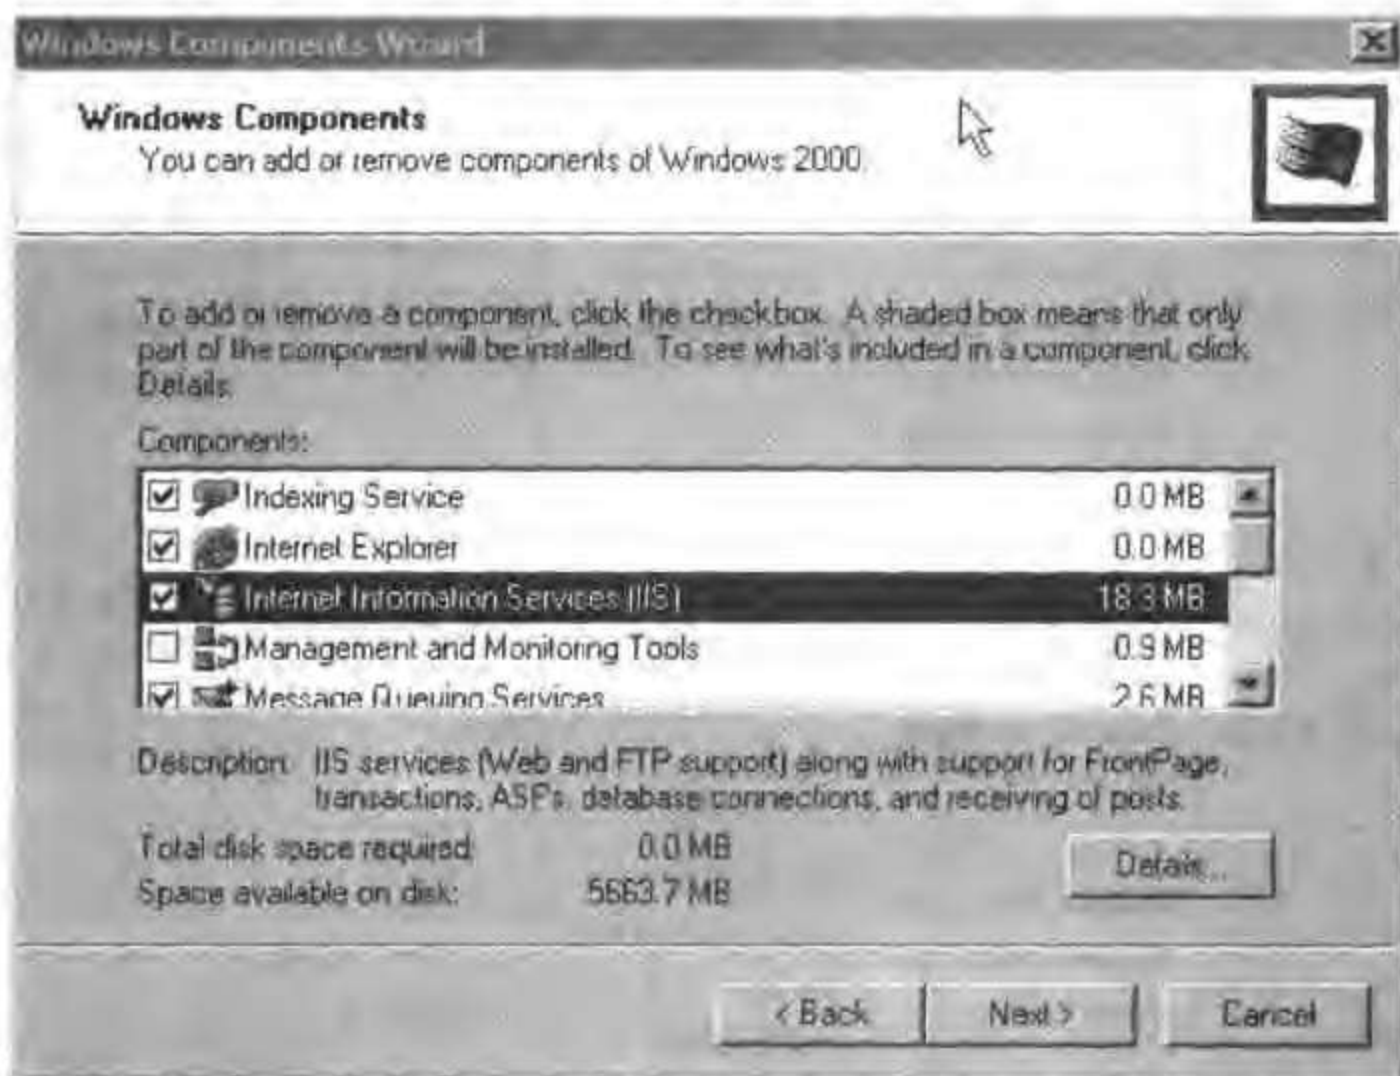 Windows Components Wizard
Windows Components
You can add or remove components of Windows 2000.
To add or remove a component, click the checkbox. A shaded box means that only
part of the component will be installed. To see what's included in a component, click
Details.
Components:
Indexing Service 0.0 MB
Internet Explorer 0.0 MB
Internet Information Services (IIS) 18.3 MB
Management and Monitoring Tools 0.9 MB
Message Queuing Services 2.6 MB
Description: IIS services (Web and FTP support) along with support for FrontPage,
transactions, ASPs, database connections, and receiving of posts.
Total disk space required: 0.0 MB
Space available on disk: 5663.7 MB
Details...
< Back
Next >
Cancel